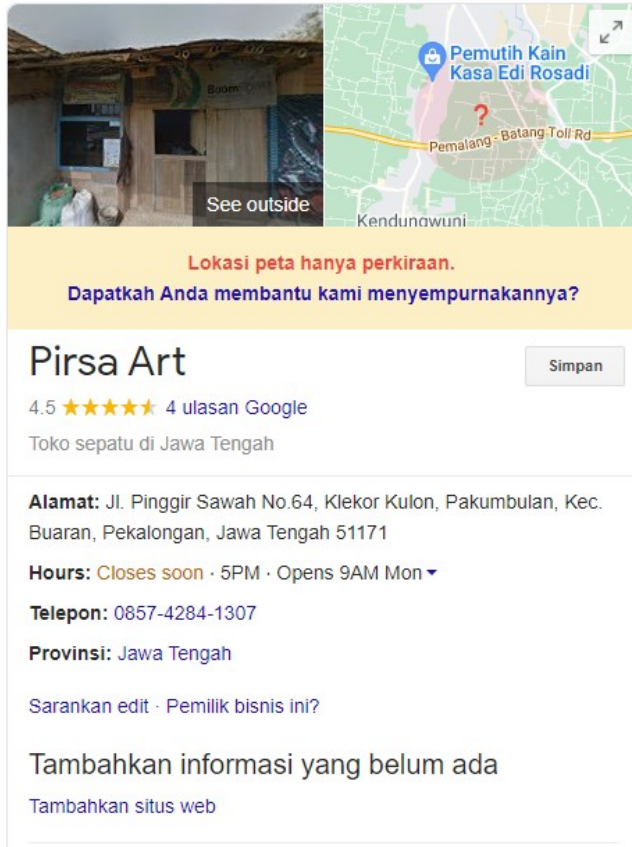 Boom
See outside
Pemutih Kain
Kasa Edi Rosadi
?
Pemalang - Batang Toll Rd
Kendungwuni
Lokasi peta hanya perkiraan.
Dapatkah Anda membantu kami menyempurnakannya?
Pirsa Art
Simpan
4.5 ★★★★★ 4 ulasan Google
Toko sepatu di Jawa Tengah
Alamat: Jl. Pinggir Sawah No.64, Klekor Kulon, Pakumbulan, Kec.
Buaran, Pekalongan, Jawa Tengah 51171
Hours: Closes soon · 5PM · Opens 9AM Mon
Telepon: 0857-4284-1307
Provinsi: Jawa Tengah
Sarankan edit · Pemilik bisnis ini?
Tambahkan informasi yang belum ada
Tambahkan situs web